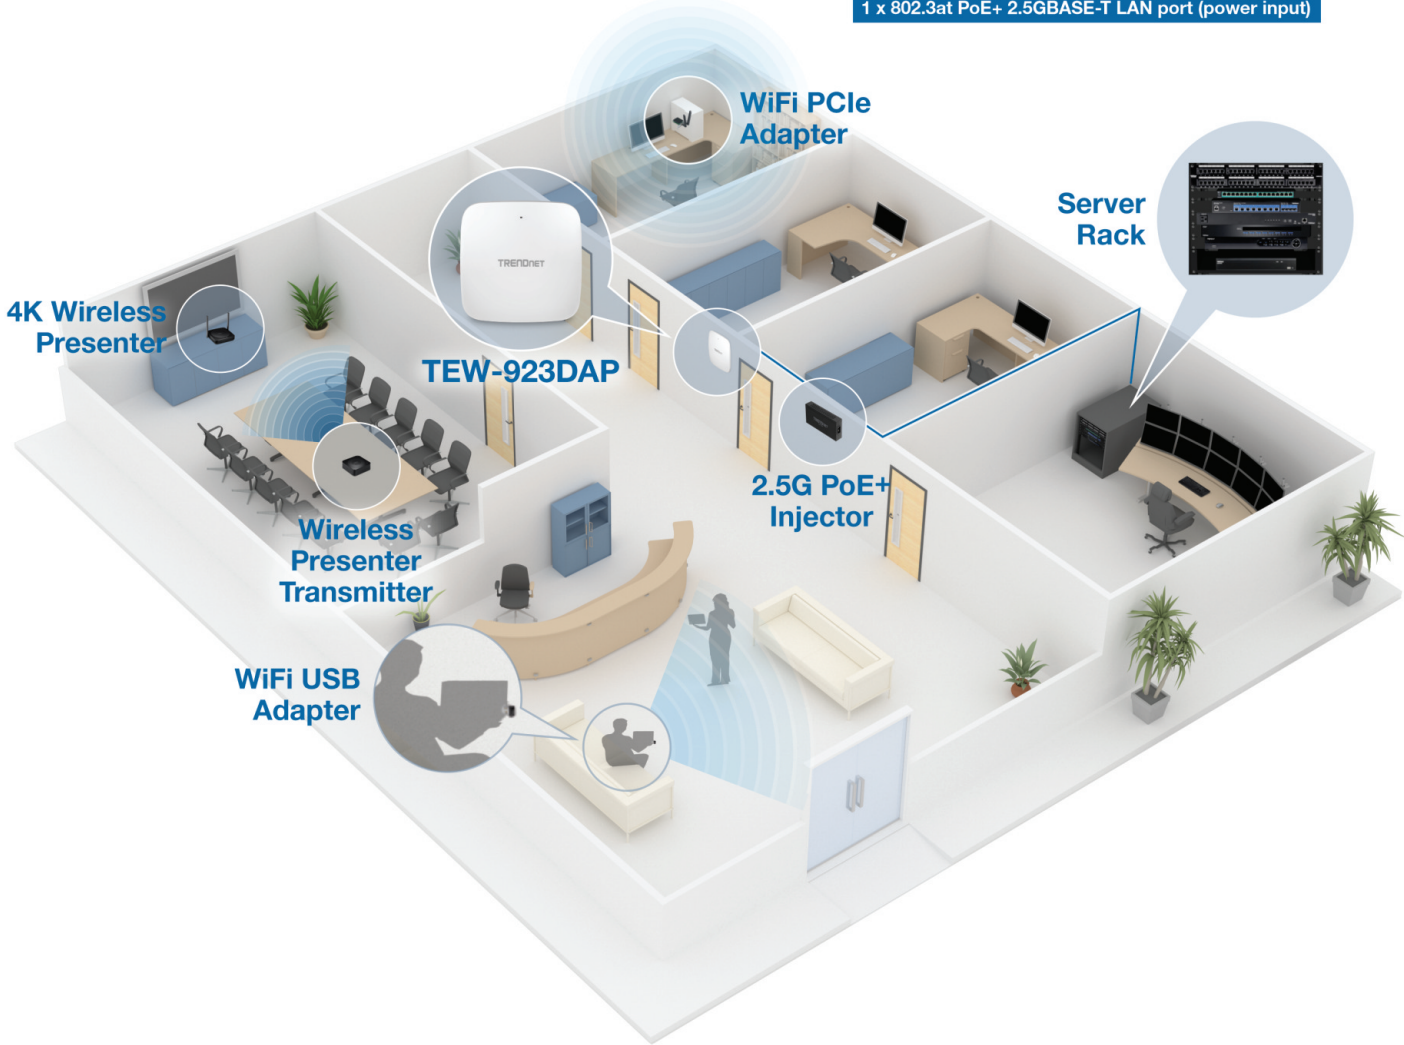 1 x 802.3at PoE+ 2.5GBASE-T LAN port (power input)
WiFi PCIe
Adapter
Server
Rack
TRENDNET
4K Wireless
Presenter
TEW-923DAP
2.5G PoE+
Injector
Wireless
Presenter
Transmitter
WiFi USB
Adapter